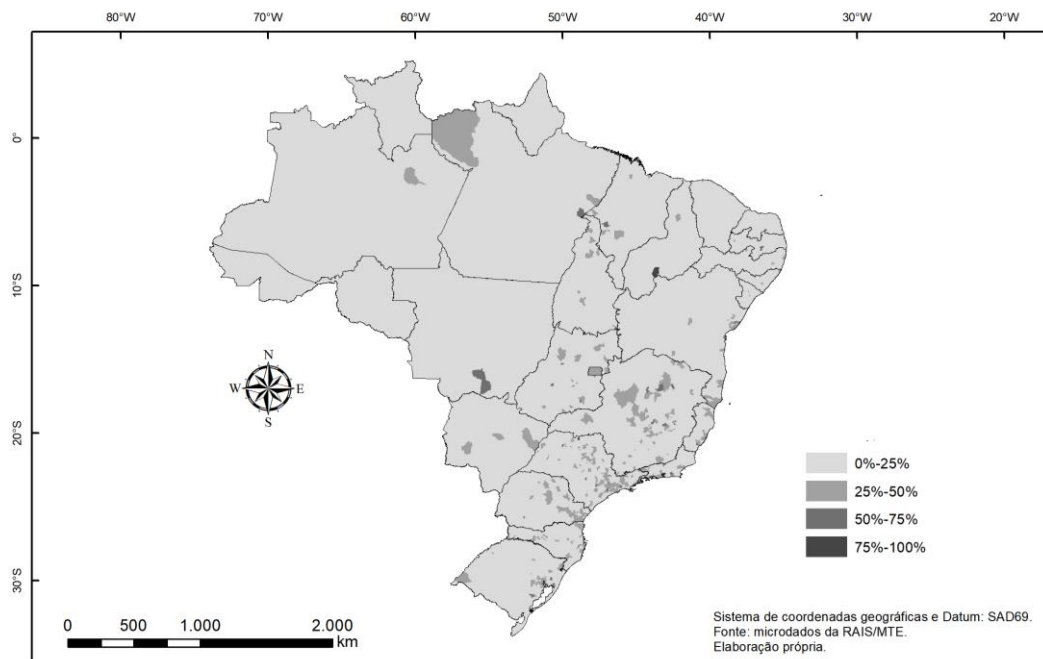 80°W 70°W 60°W 50°W 40°W 30°W 20°W
0°
10°S
20°S
30°S
N
W E
S
0%-25%
25%-50%
50%-75%
75%-100%
0 500 1.000 2.000
km
Sistema de coordenadas geográficas e Datum: SAD69.
Fonte: microdados da RAIS/MTE.
Elaboração própria.